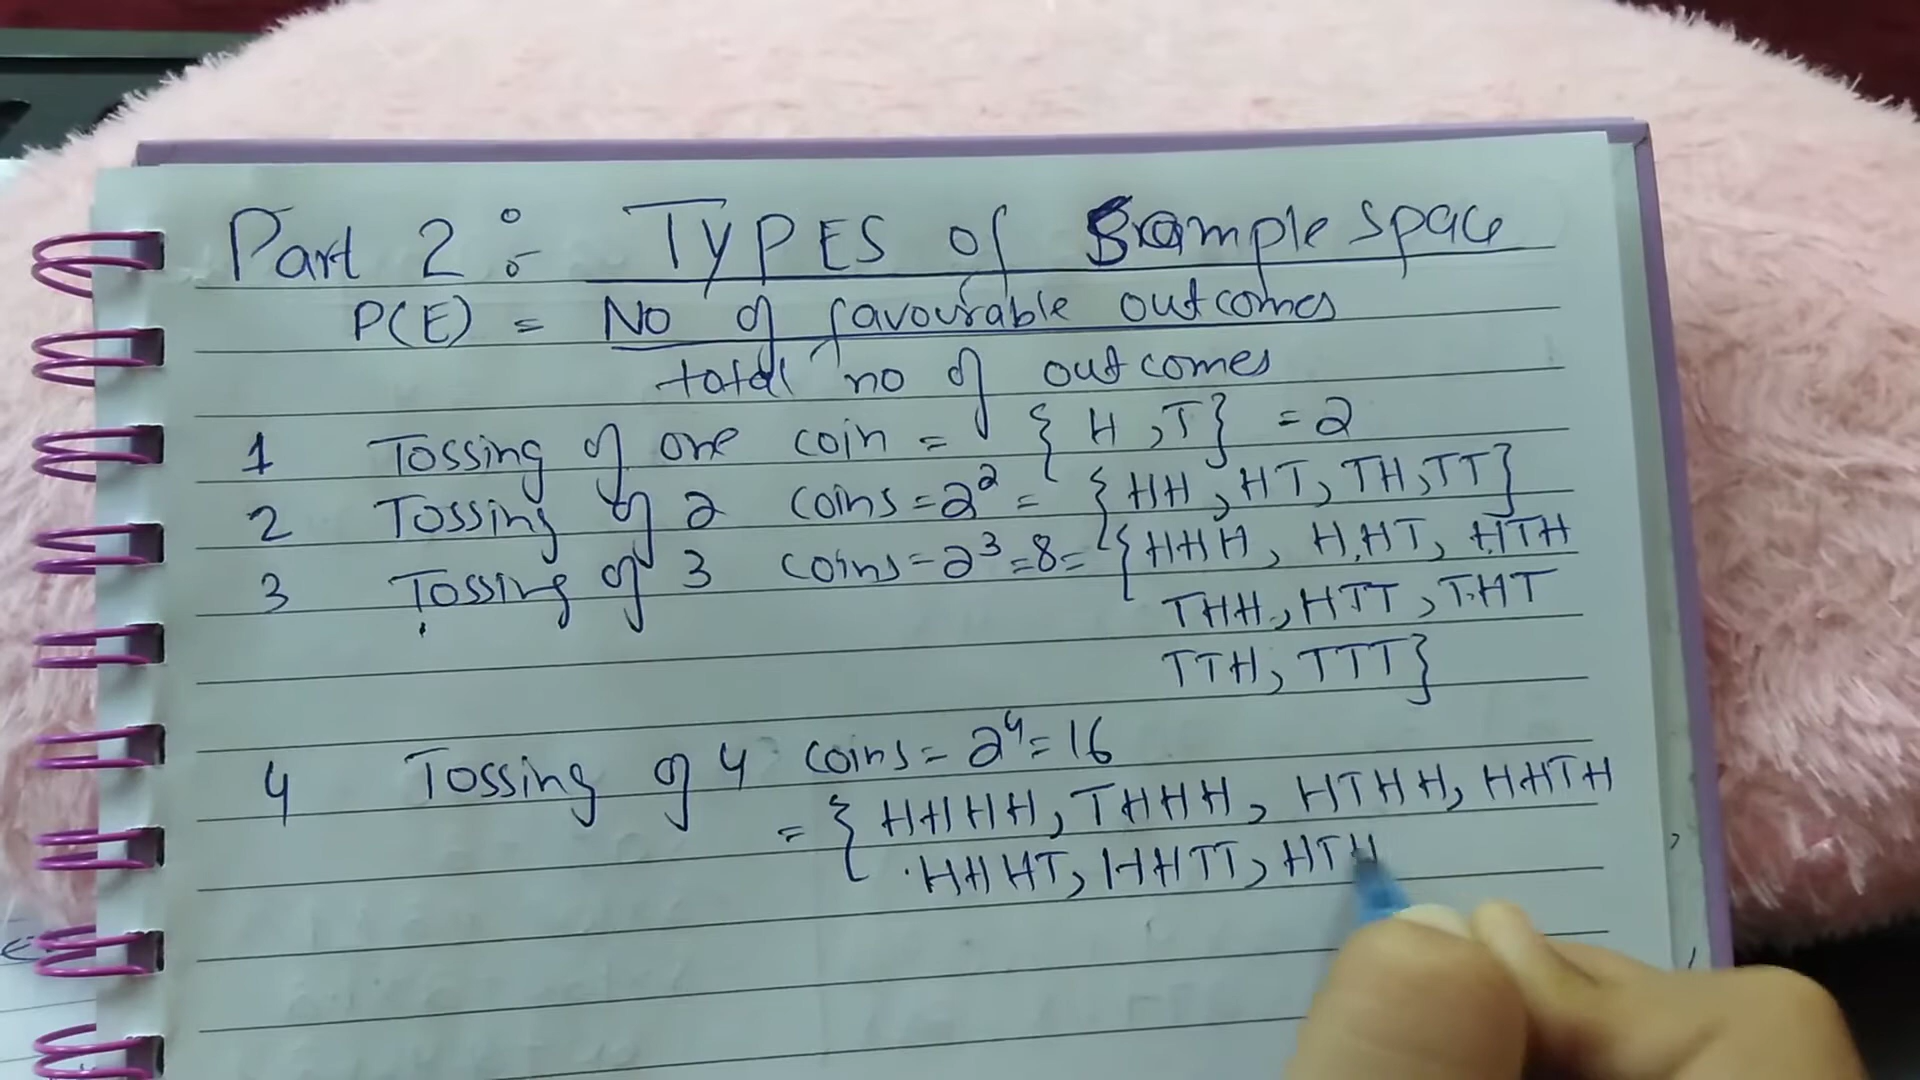 Part 2 : TYPES of Sample space
P(E) = No of favourable outcomes
total no of outcomes
1 Tossing of one coin = { H , T} = 2
2 Tossing of 2 coins = 2² = { HH , HT, TH, TT}
3 Tossing of 3 coins = 2³ = 8 = { HHH, HHT, HTH
THH, HTT, THT
TTH, TTT}
4 Tossing of 4 coins = 2⁴ = 16
= { HHHH, THHH, HTHH, HHTH
HHHT, HHTT, HTH